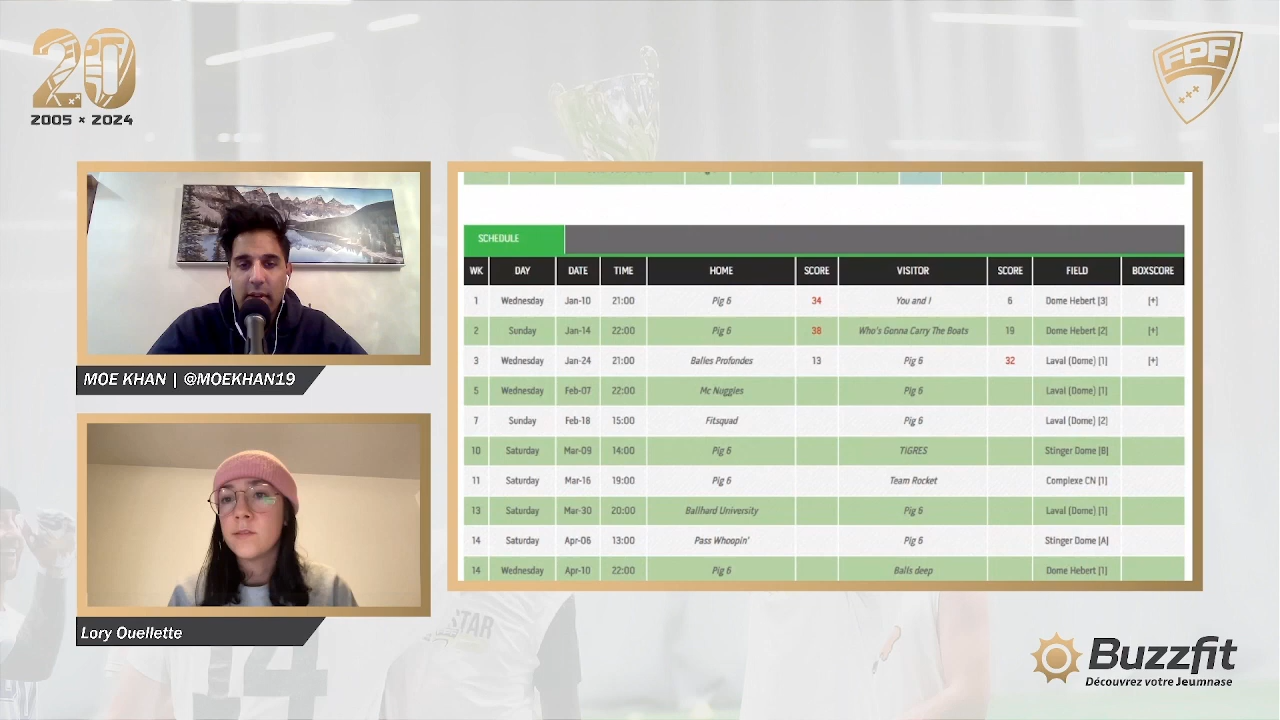 20
2005 × 2024
FPF
MOE KHAN | @MOEKHAN19
Lory Ouellette
SCHEDULE
WK DAY DATE TIME HOME SCORE VISITOR SCORE FIELD BOXSCORE
1 Wednesday Jan-10 21:00 Pig 6 34 You and I 6 Dome Hebert [3] [+]
2 Sunday Jan-14 22:00 Pig 6 38 Who's Gonna Carry The Boats 19 Dome Hebert [2] [+]
3 Wednesday Jan-24 21:00 Balles Profondes 13 Pig 6 32 Laval (Dome) [1] [+]
5 Wednesday Feb-07 22:00 Mc Nuggies Pig 6 Laval (Dome) [1]
7 Sunday Feb-18 15:00 Fitsquad Pig 6 Laval (Dome) [2]
10 Saturday Mar-09 14:00 Pig 6 TIGRES Stinger Dome [B]
11 Saturday Mar-16 19:00 Pig 6 Team Rocket Complexe CN [1]
13 Saturday Mar-30 20:00 Ballhard University Pig 6 Laval (Dome) [1]
14 Saturday Apr-06 13:00 Pass Whoopin' Pig 6 Stinger Dome [A]
14 Wednesday Apr-10 22:00 Pig 6 Balls deep Dome Hebert [1]
STAR
14
Buzzfit
Découvrez votre Jeumnase